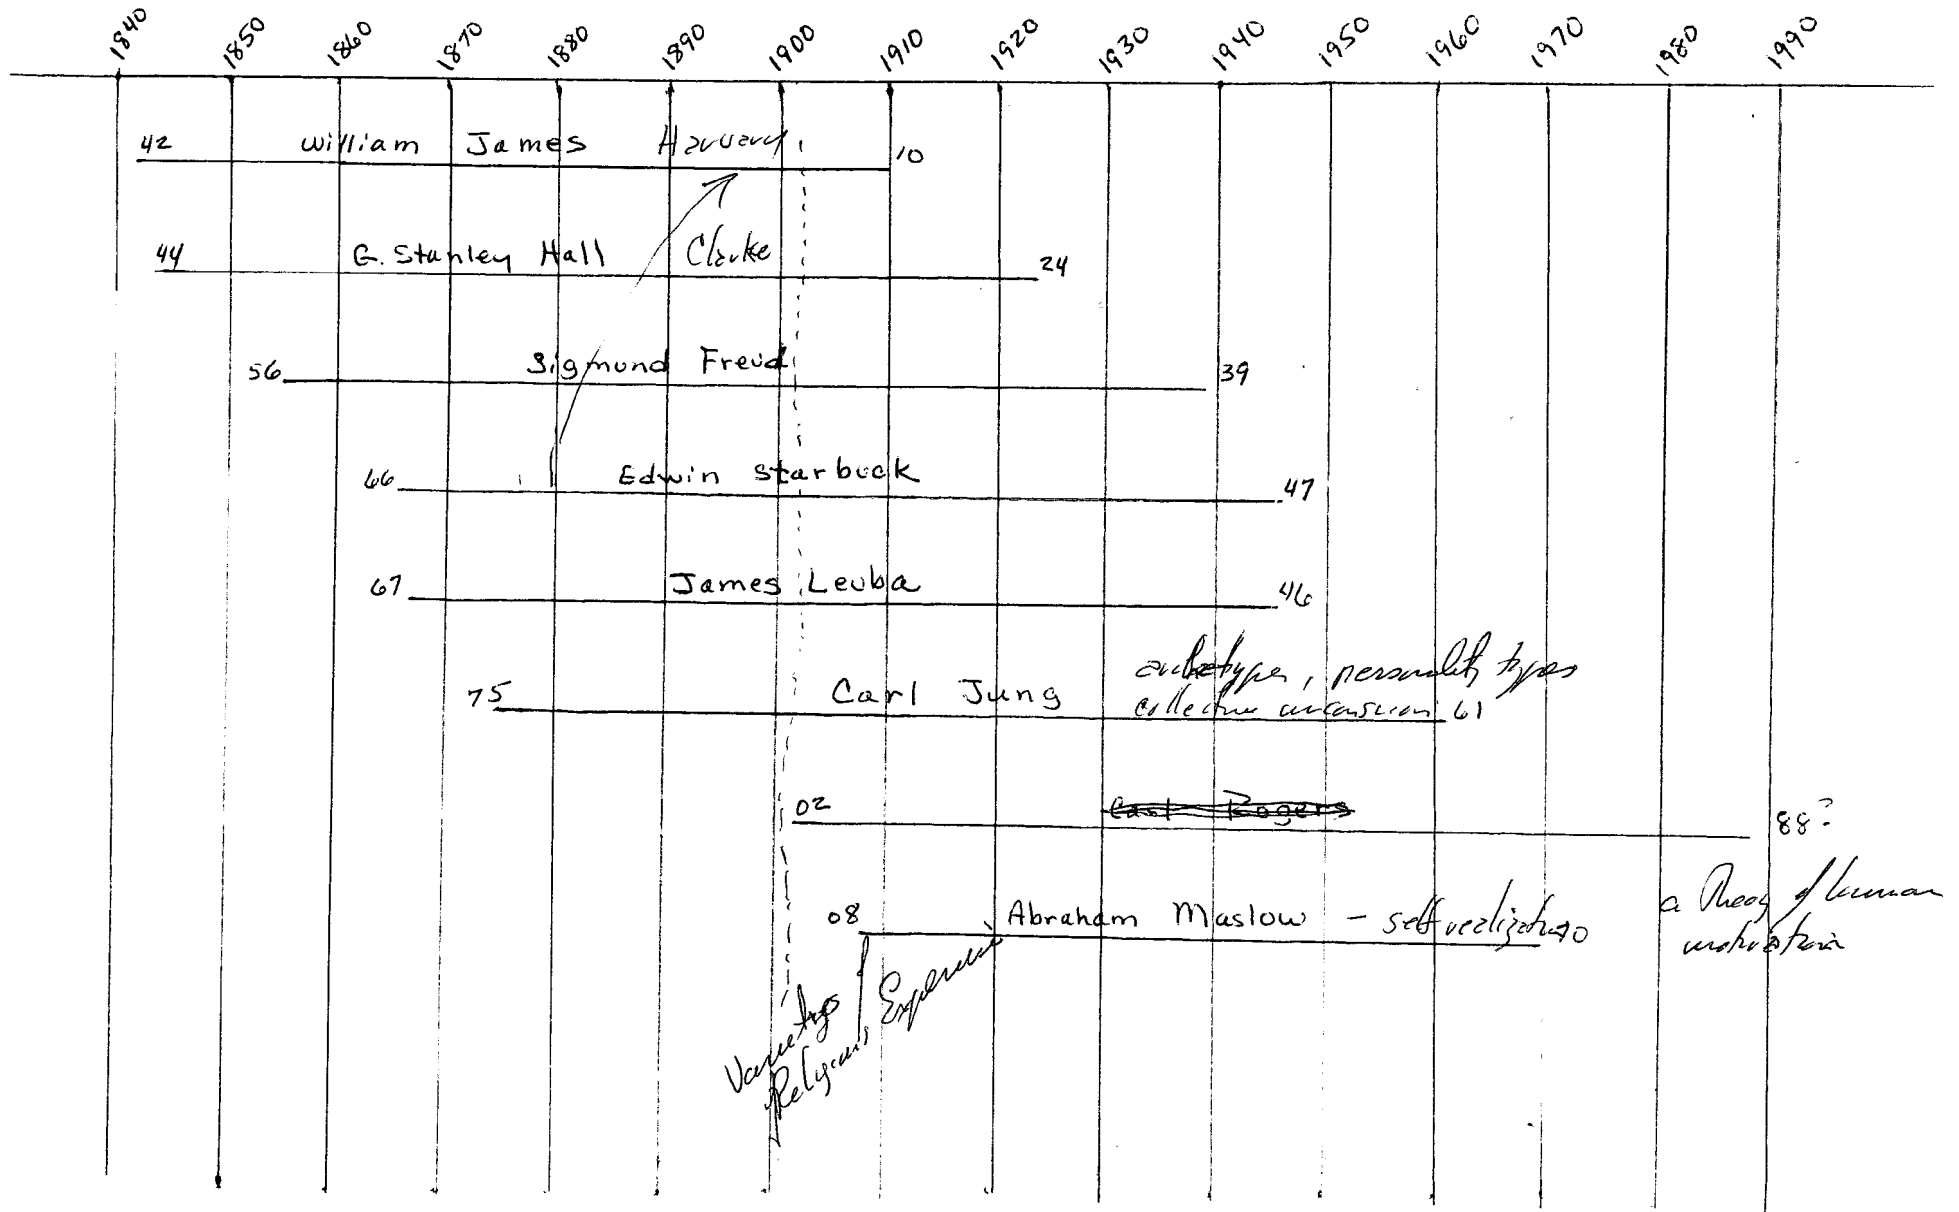 1840 1850 1860 1870 1880 1890 1900 1910 1920 1930 1940 1950 1960 1970 1980 1990
42 William James Harvard 10
44 G. Stanley Hall Clarke 24
56 Sigmund Freud 39
66 Edwin Starbuck 47
67 James Leuba 46
archetypes, personality types
75 Carl Jung collective unconscious 61
02 Carl Rogers 88?
08 Abraham Maslow - self realization 70
a Theory of human
motivation
Varieties of
Religious Experience